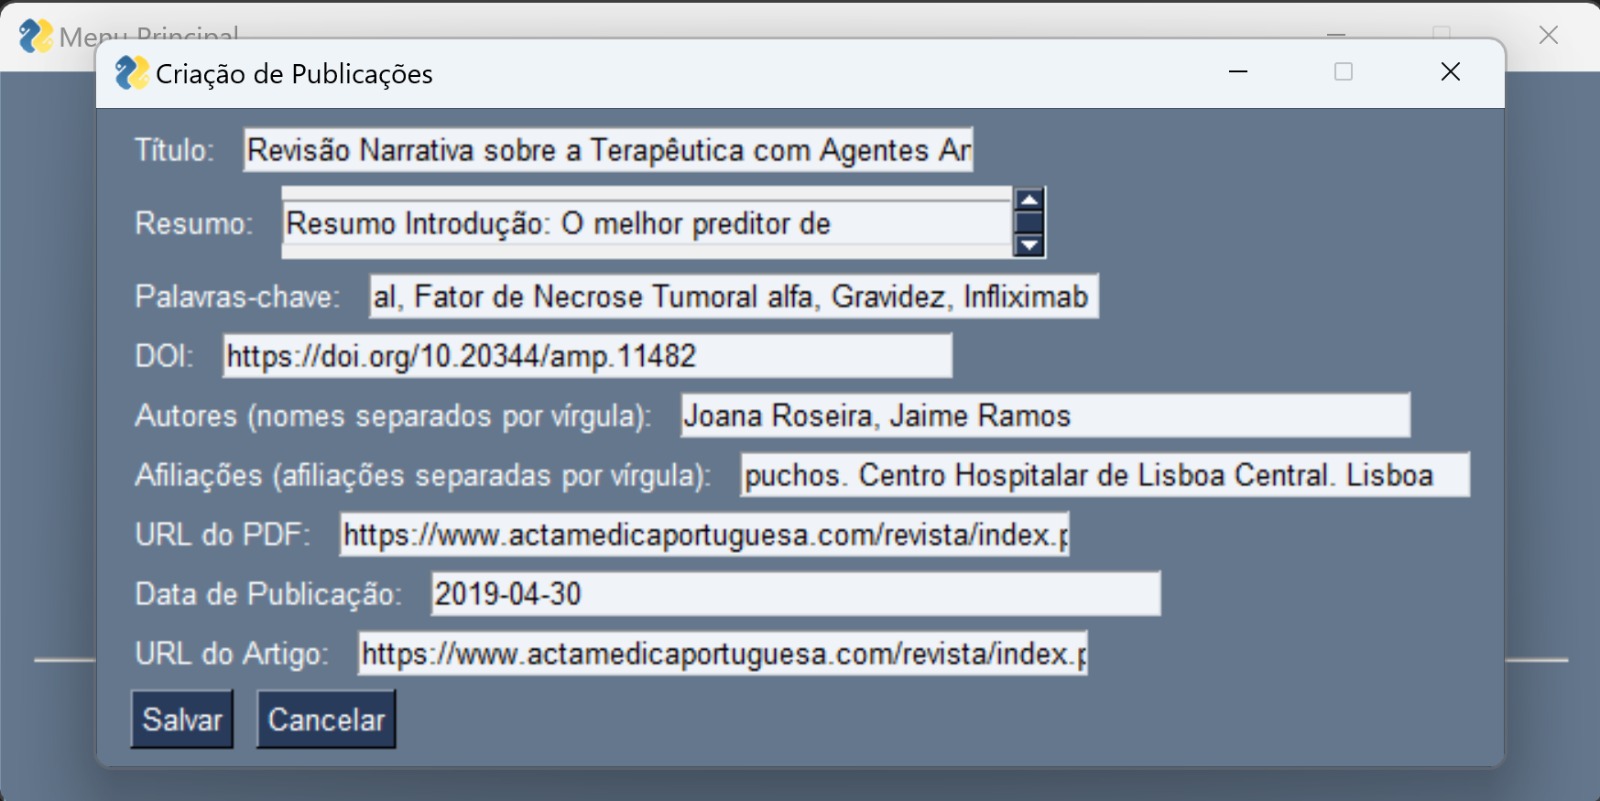 Menu Principal
Criação de Publicações
Título: Revisão Narrativa sobre a Terapêutica com Agentes
Resumo: Resumo Introdução: O melhor preditor de
Palavras-chave: al, Fator de Necrose Tumoral alfa, Gravidez, Infliximab
DOI: https://doi.org/10.20344/amp.11482
Autores (nomes separados por vírgula): Joana Roseira, Jaime Ramos
Afiliações (afiliações separadas por vírgula): puchos. Centro Hospitalar de Lisboa Central. Lisboa
URL do PDF: https://www.actamedicaportuguesa.com/revista/index.p
Data de Publicação: 2019-04-30
URL do Artigo: https://www.actamedicaportuguesa.com/revista/index.p
Salvar Cancelar